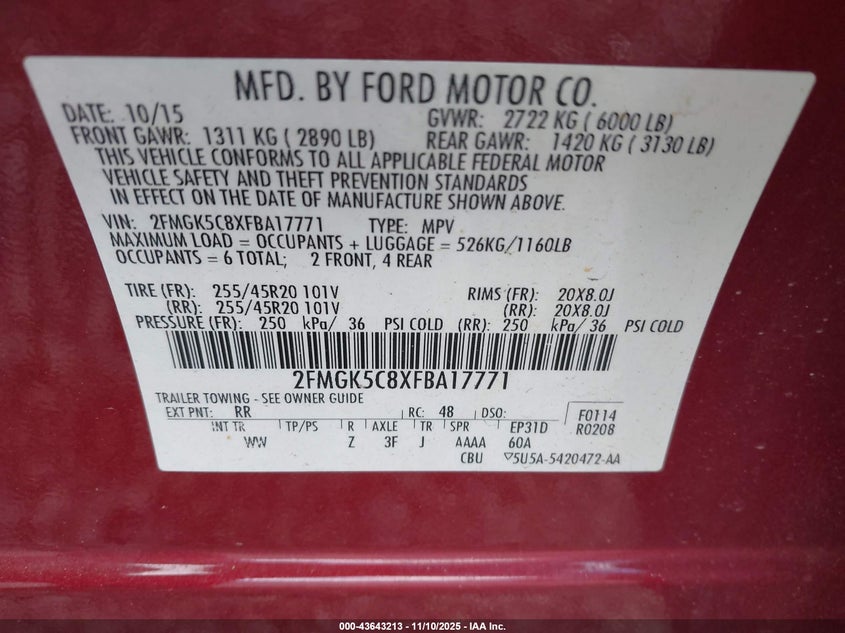 MFD. BY FORD MOTOR CO.
DATE: 10/15 GVWR: 2722 KG ( 6000 LB)
FRONT GAWR: 1311 KG ( 2890 LB) REAR GAWR: 1420 KG ( 3130 LB)
THIS VEHICLE CONFORMS TO ALL APPLICABLE FEDERAL MOTOR
VEHICLE SAFETY AND THEFT PREVENTION STANDARDS
IN EFFECT ON THE DATE OF MANUFACTURE SHOWN ABOVE.
VIN: 2FMGK5C8XFBA17771 TYPE: MPV
MAXIMUM LOAD = OCCUPANTS + LUGGAGE = 526KG/1160LB
OCCUPANTS = 6 TOTAL; 2 FRONT, 4 REAR
TIRE (FR): 255/45R20 101V RIMS (FR): 20X8.0J
(RR): 255/45R20 101V (RR): 20X8.0J
PRESSURE (FR): 250 kPa/ 36 PSI COLD (RR): 250 kPa/ 36 PSI COLD
2FMGK5C8XFBA17771
TRAILER TOWING - SEE OWNER GUIDE
EXT PNT: RR RC: 48 DSO: F0114
INT TR TP/PS R AXLE TR SPR EP31D R0208
WW Z 3F J AAAA 60A
CBU ▽5U5A-5420472-AA
000-43643213 - 11/10/2025 - IAA Inc.